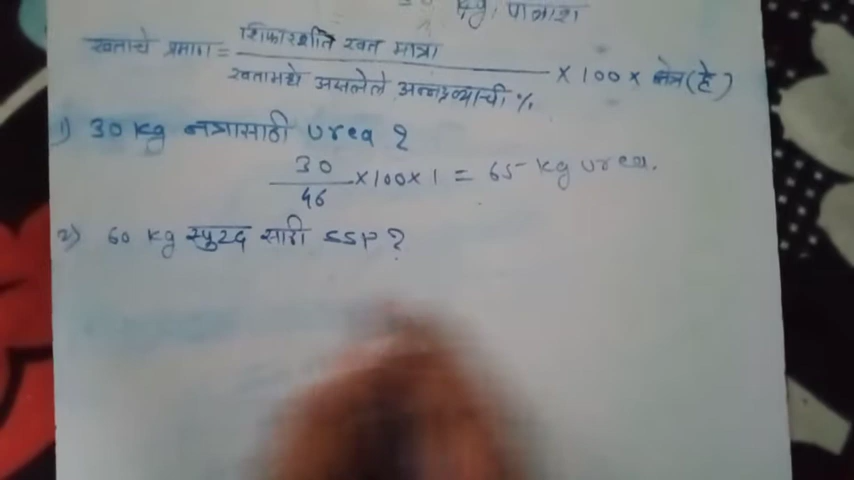 kg पालाश
खताचे प्रमाण = शिफारशीत खत मात्रा / खतामध्ये असलेले अन्नद्रव्याची % × 100 × क्षेत्र (हे)
1) 30 kg नत्रासाठी Urea ?
30 / 46 × 100 × 1 = 65 kg Urea.
2) 60 kg स्फुरद साठी SSP ?